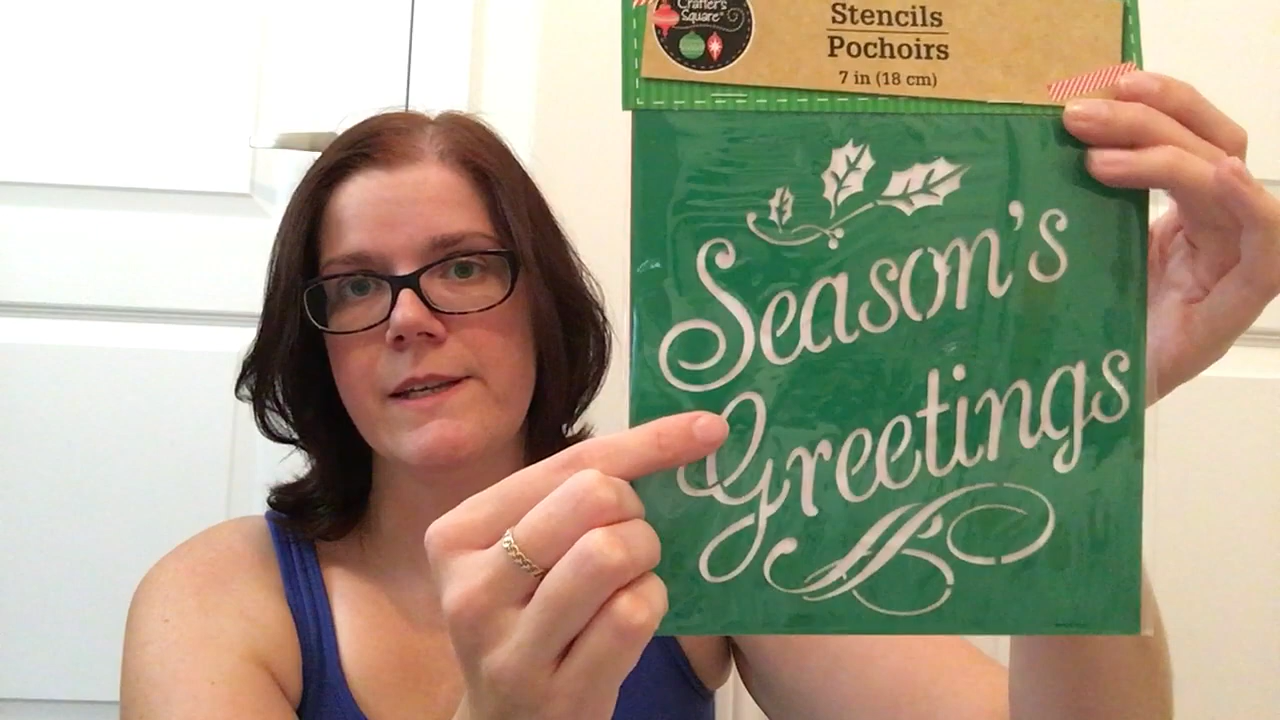 Crafter's
Square
Stencils
Pochoirs
7 in (18 cm)
Season's
Greetings